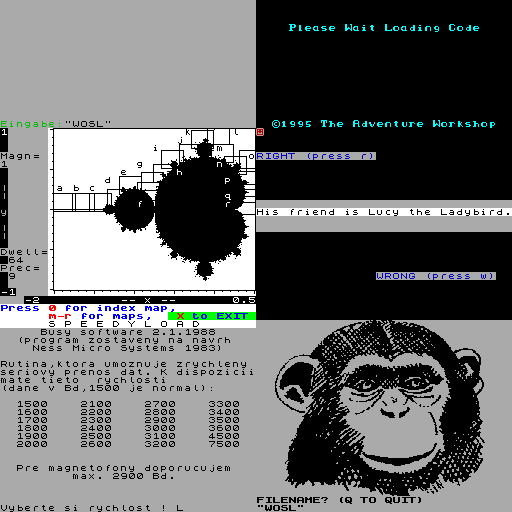 Please Wait Loading Code
Eingabe:"WOSL"
©1995 The Adventure Workshop
1
Magn=
1
y
Dwell=
64
Prec=
9
-1
-2 -- x -- 0.5
a b c d e f g h i j k l m n o p q r
Press 0 for index map,
m-r for maps, X to EXIT
RIGHT (press r)
His friend is Lucy the Ladybird.
WRONG (press w)
SPEEDYLOAD
Busy software 2.1.1988
(program zostaveny na navrh
Ness Micro Systems 1983)
Rutina,ktora umoznuje zrychleny
seriovy prenos dat. K dispozicii
mate tieto rychlosti
(dane v Bd,1500 je normal):
1500 2100 2700 3300
1600 2200 2800 3400
1700 2300 2900 3500
1800 2400 3000 3600
1900 2500 3100 4500
2000 2600 3200 7500
Pre magnetofony doporucujem
max. 2900 Bd.
Vyberte si rychlost ! L
FILENAME? (Q TO QUIT)
"WOSL"